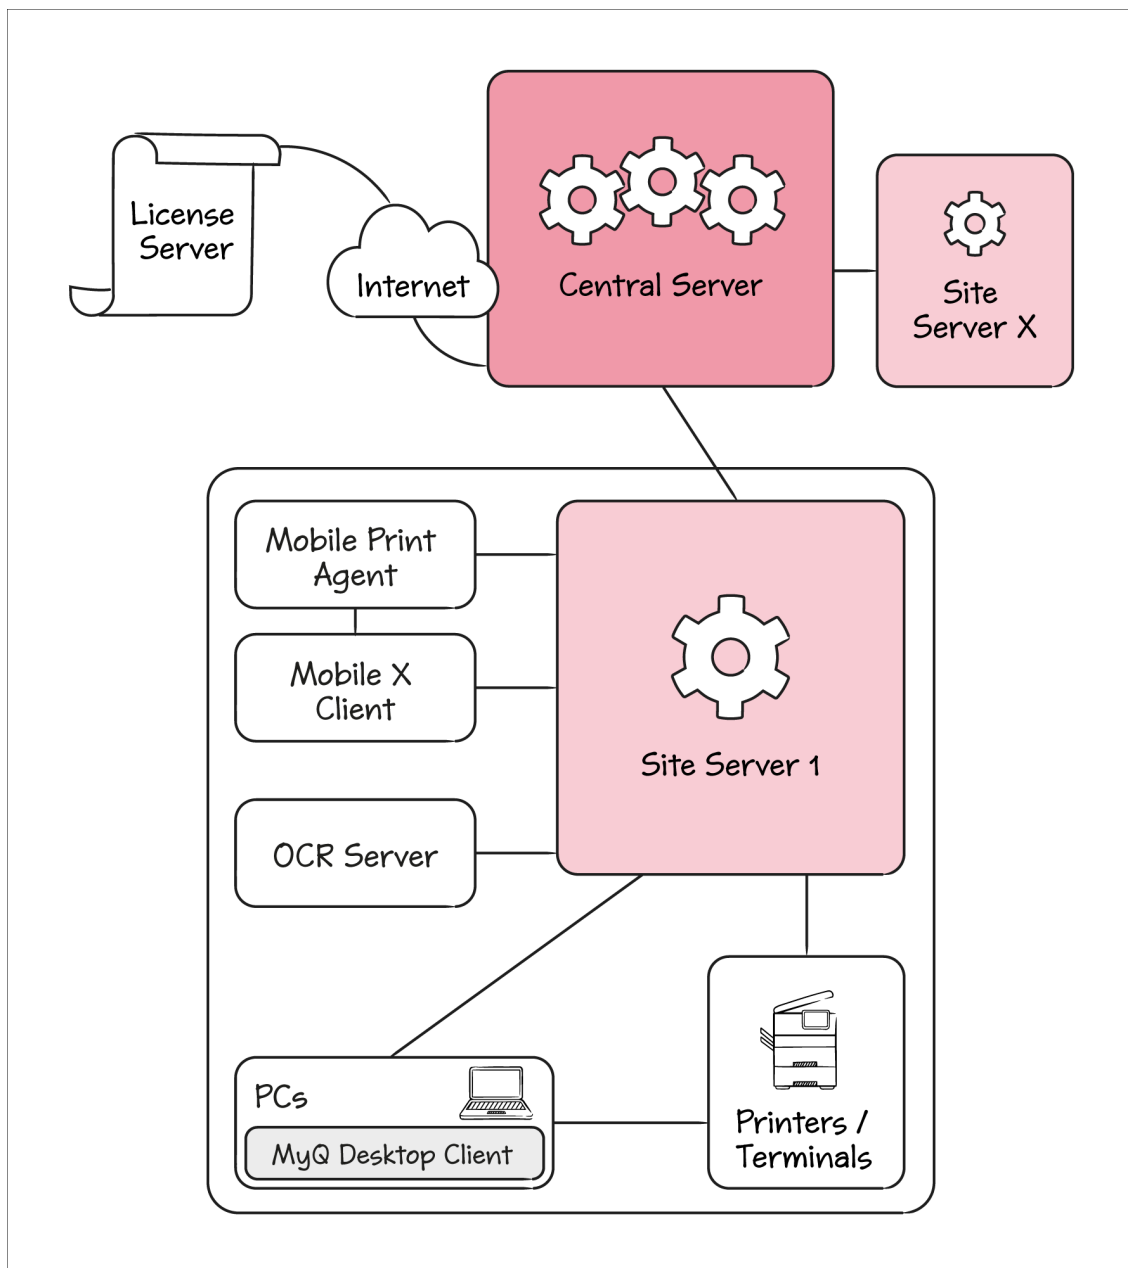 License
Server
Internet
Central Server
Site
Server X
Mobile Print
Agent
Mobile X
Client
Site Server 1
OCR Server
PCs
MyQ Desktop Client
Printers /
Terminals